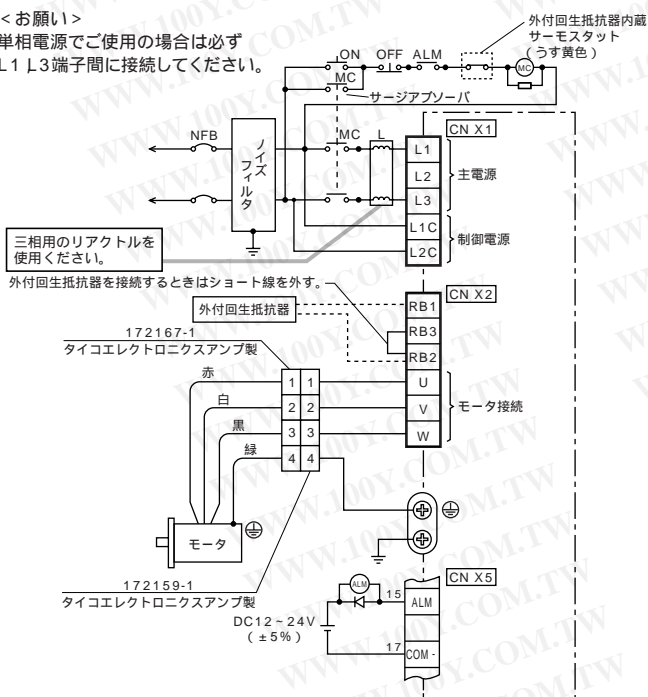 <お願い>
単相電源でご使用の場合は必ず
L1,L3端子間に接続してください。
外付回生抵抗器内蔵
サーモスタット
(うす黄色)
ON OFF ALM
MC
MC
サージアブソーバ
NFB
ノイズ
フィルタ
MC
L
CN X1
L1
L2
L3
主電源
L1C
L2C
制御電源
三相用のリアクトルを
使用ください。
外付回生抵抗器を接続するときはショート線を外す。
外付回生抵抗器
CN X2
RB1
RB3
RB2
U
V
W
モータ接続
172167-1
タイコエレクトロニクスアンプ製
赤
白
黒
緑
1 1
2 2
3 3
4 4
モータ
172159-1
タイコエレクトロニクスアンプ製
CN X5
ALM
15
ALM
DC12~24V
(±5%)
17
COM -
WWW.100Y.COM.TW